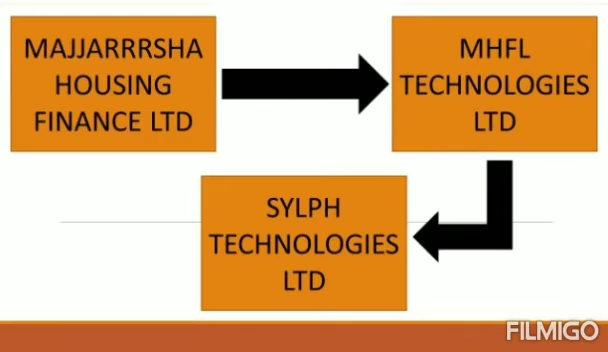 MAJJARRRSHA
HOUSING
FINANCE LTD
MHFL
TECHNOLOGIES
LTD
SYLPH
TECHNOLOGIES
LTD
FILMIGO